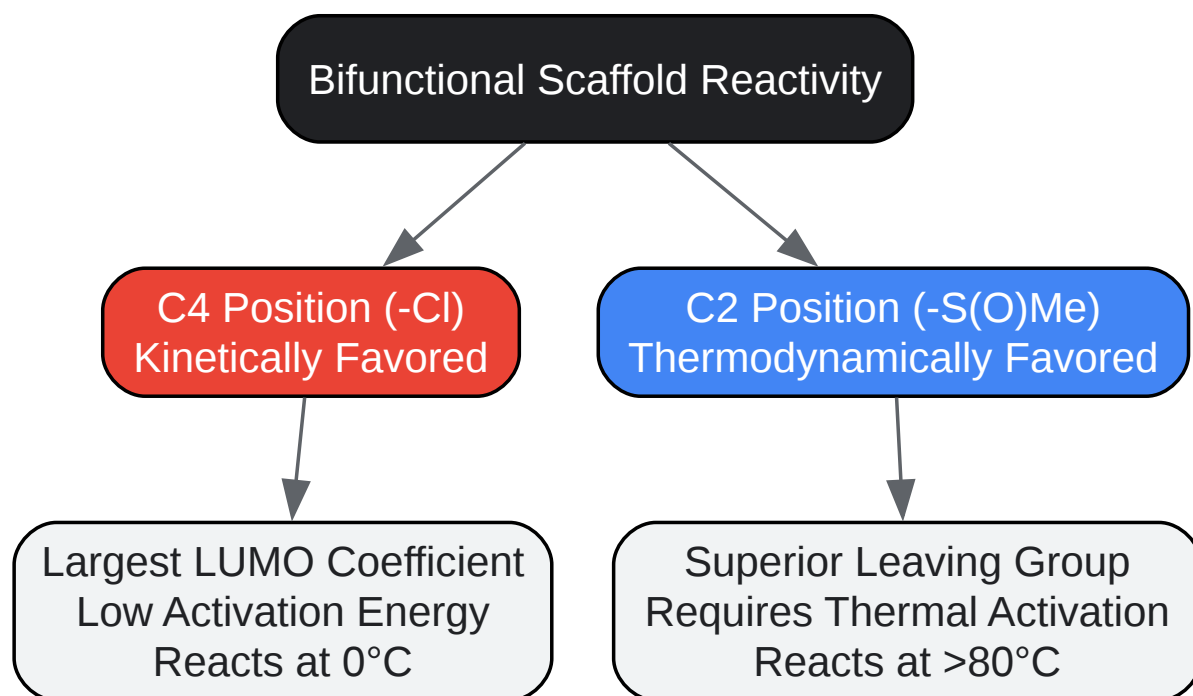 Bifunctional Scaffold Reactivity
C4 Position (-Cl)
Kinetically Favored
C2 Position (-S(O)Me)
Thermodynamically Favored
Largest LUMO Coefficient
Low Activation Energy
Reacts at 0°C
Superior Leaving Group
Requires Thermal Activation
Reacts at >80°C